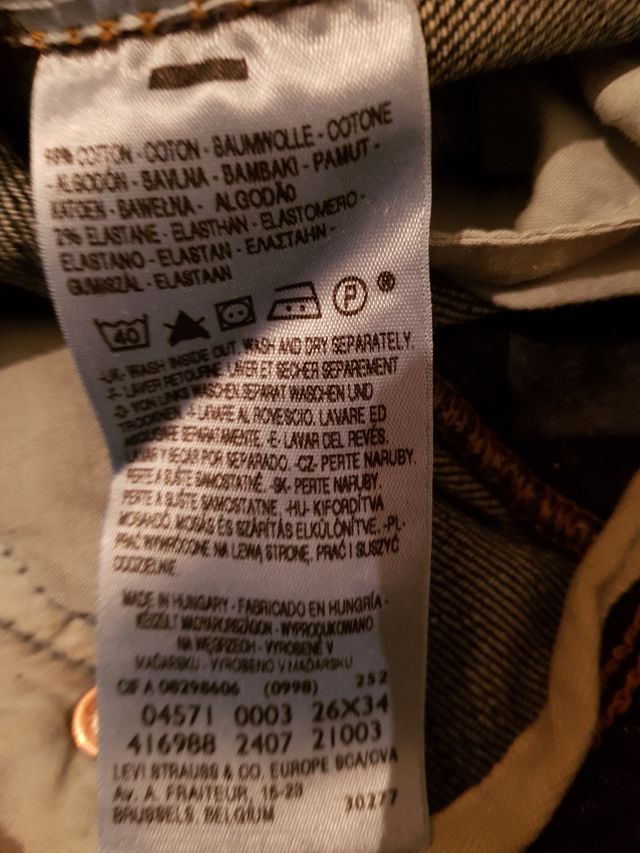 98% COTTON - COTON - BAUMWOLLE - COTONE
- ALGODÓN - BAVLNA - BAMBAKI - PAMUT -
KATOEN - BAWEŁNA - ALGODÃO
2% ELASTANE - ELASTHAN - ELASTOMERO -
ELASTANO - ELASTAN - ΕΛΑΣΤΑΗΝ -
GUMISZÁL - ELASTAAN
40 P ®
-UK- WASH INSIDE OUT. WASH AND DRY SEPARATELY.
-F- LAVER RETOURNE. LAVER ET SECHER SEPAREMENT
-D- VON LINKS WASCHEN. SEPARAT WASCHEN UND
TROCKNEN. -I- LAVARE AL ROVESCIO. LAVARE ED
ASCIUGARE SEPARATAMENTE. -E- LAVAR DEL REVÉS.
LAVAR Y SECAR POR SEPARADO. -CZ- PERTE NARUBY.
PERTE A SUŠTE SAMOSTATNĚ. -SK- PERTE NARUBY.
PERTE A SUŠTE SAMOSTATNE. -HU- KIFORDÍTVA
MOSANDÓ. MOSÁS ÉS SZÁRÍTÁS ELKÜLÖNÍTVE. -PL-
PRAĆ WYWRÓCONE NA LEWĄ STRONĘ. PRAĆ I SUSZYĆ
ODDZIELNIE
MADE IN HUNGARY - FABRICADO EN HUNGRÍA -
KÉSZÜLT MAGYARORSZÁGON - WYPRODUKOWANO
NA WĘGRZECH - VYROBENÉ V
MAĎARSKU - VYROBENO V MAĎARSKU
CIF A 08298606 (0998) 252
04571 0003 26X34
416988 2407 21003
LEVI STRAUSS & CO. EUROPE SCA/CVA
Av. A. FRAITEUR, 15-23 30277
BRUSSELS, BELGIUM